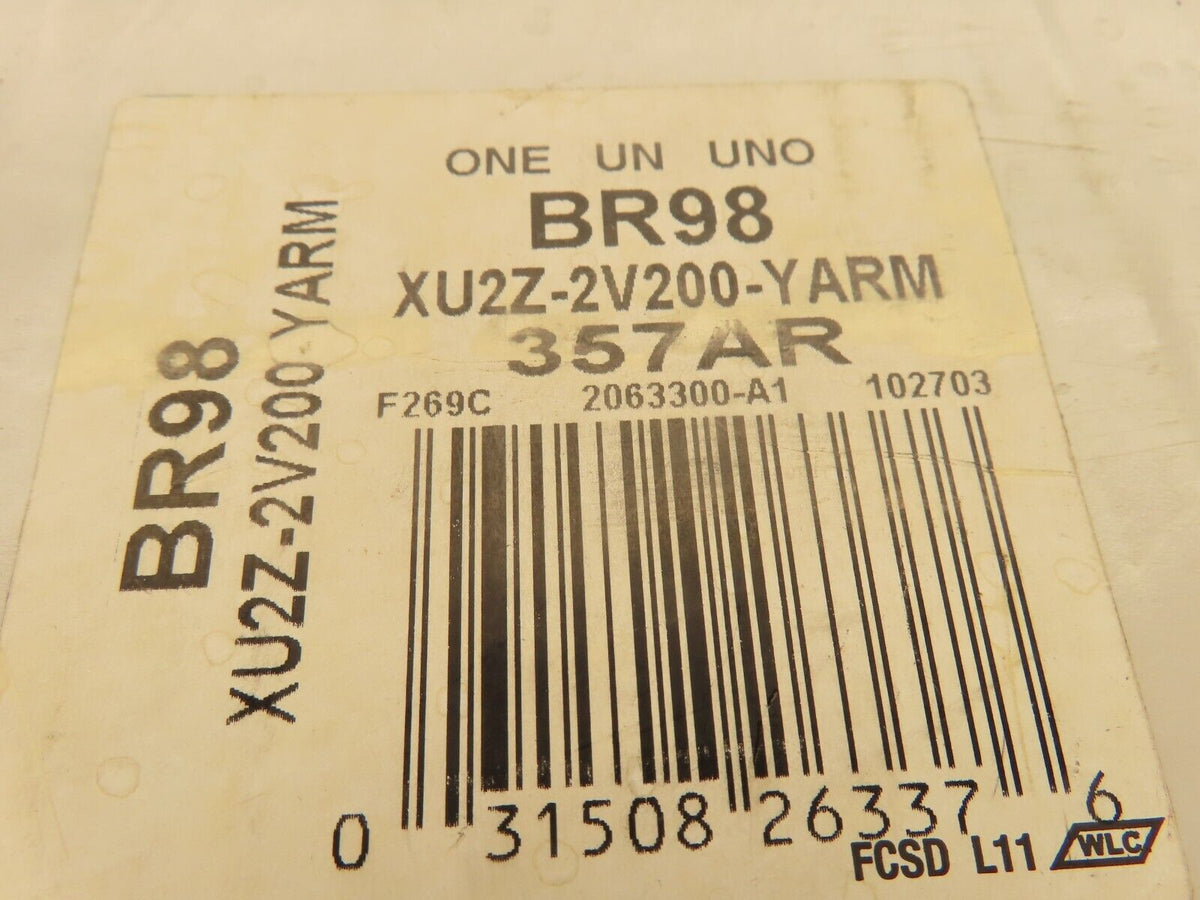 ONE UN UNO
BR98
XU2Z-2V200-YARM
357AR
F269C 2063300-A1 102703
0 31508 26337 6
FCSD L11 WLC
BR98
XU2Z-2V200-YARM